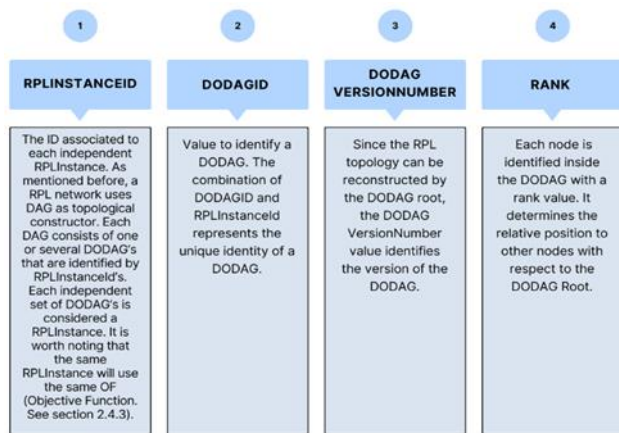 1
RPLINSTANCEID
The ID associated to
each independent
RPLInstance. As
mentioned before, a
RPL network uses
DAG as topological
constructor. Each
DAG consists of one
or several DODAG's
that are identified by
RPLInstanceId's.
Each independent
set of DODAG's is
considered a
RPLInstance. It is
worth noting that
the same
RPLInstance will use
the same OF
(Objective Function.
See section 2.4.3).
2
DODAGID
Value to identify a
DODAG. The
combination of
DODAGID and
RPLInstanceId
represents the
unique identity of a
DODAG.
3
DODAG
VERSIONNUMBER
Since the RPL
topology can be
reconstructed by
the DODAG root,
the DODAG
VersionNumber
value identifies
the version of the
DODAG.
4
RANK
Each node is
identified inside
the DODAG with a
rank value. It
determines the
relative position to
other nodes with
respect to the
DODAG Root.